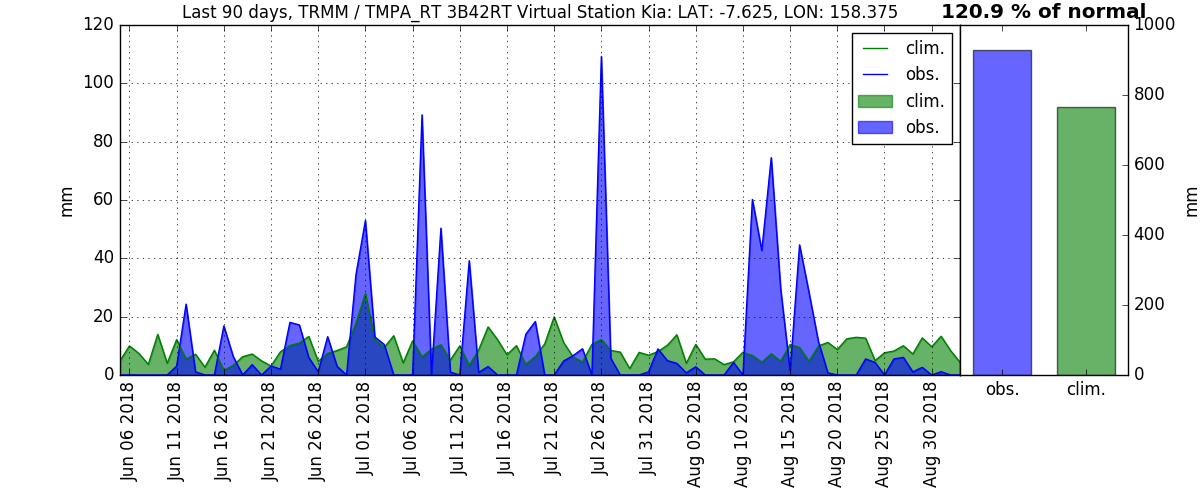 Last 90 days, TRMM / TMPA_RT 3B42RT Virtual Station Kia: LAT: -7.625, LON: 158.375
120.9 % of normal
120
100
80
60
40
20
0
mm
clim.
obs.
clim.
obs.
Jun 06 2018
Jun 11 2018
Jun 16 2018
Jun 21 2018
Jun 26 2018
Jul 01 2018
Jul 06 2018
Jul 11 2018
Jul 16 2018
Jul 21 2018
Jul 26 2018
Jul 31 2018
Aug 05 2018
Aug 10 2018
Aug 15 2018
Aug 20 2018
Aug 25 2018
Aug 30 2018
1000
800
600
400
200
0
mm
obs.
clim.